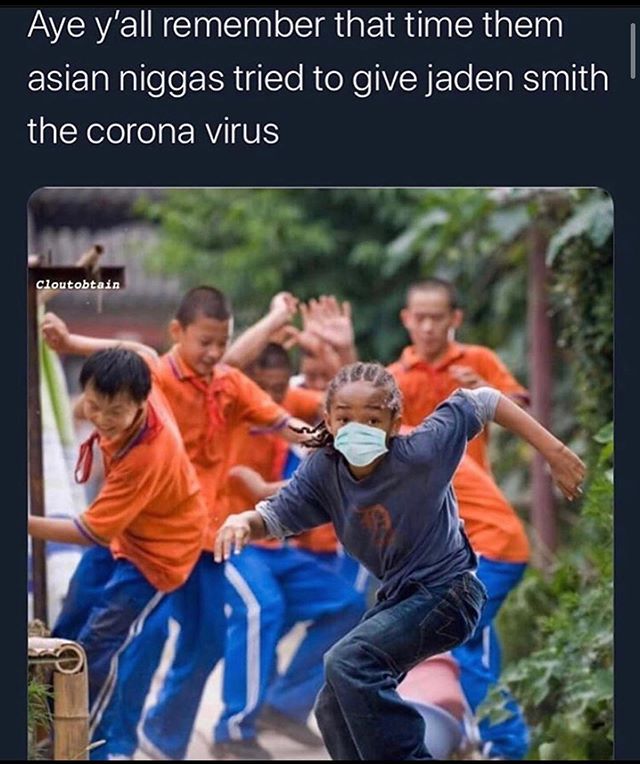 Aye y’all remember that time them
asian niggas tried to give jaden smith
the corona virus
Cloutobtain